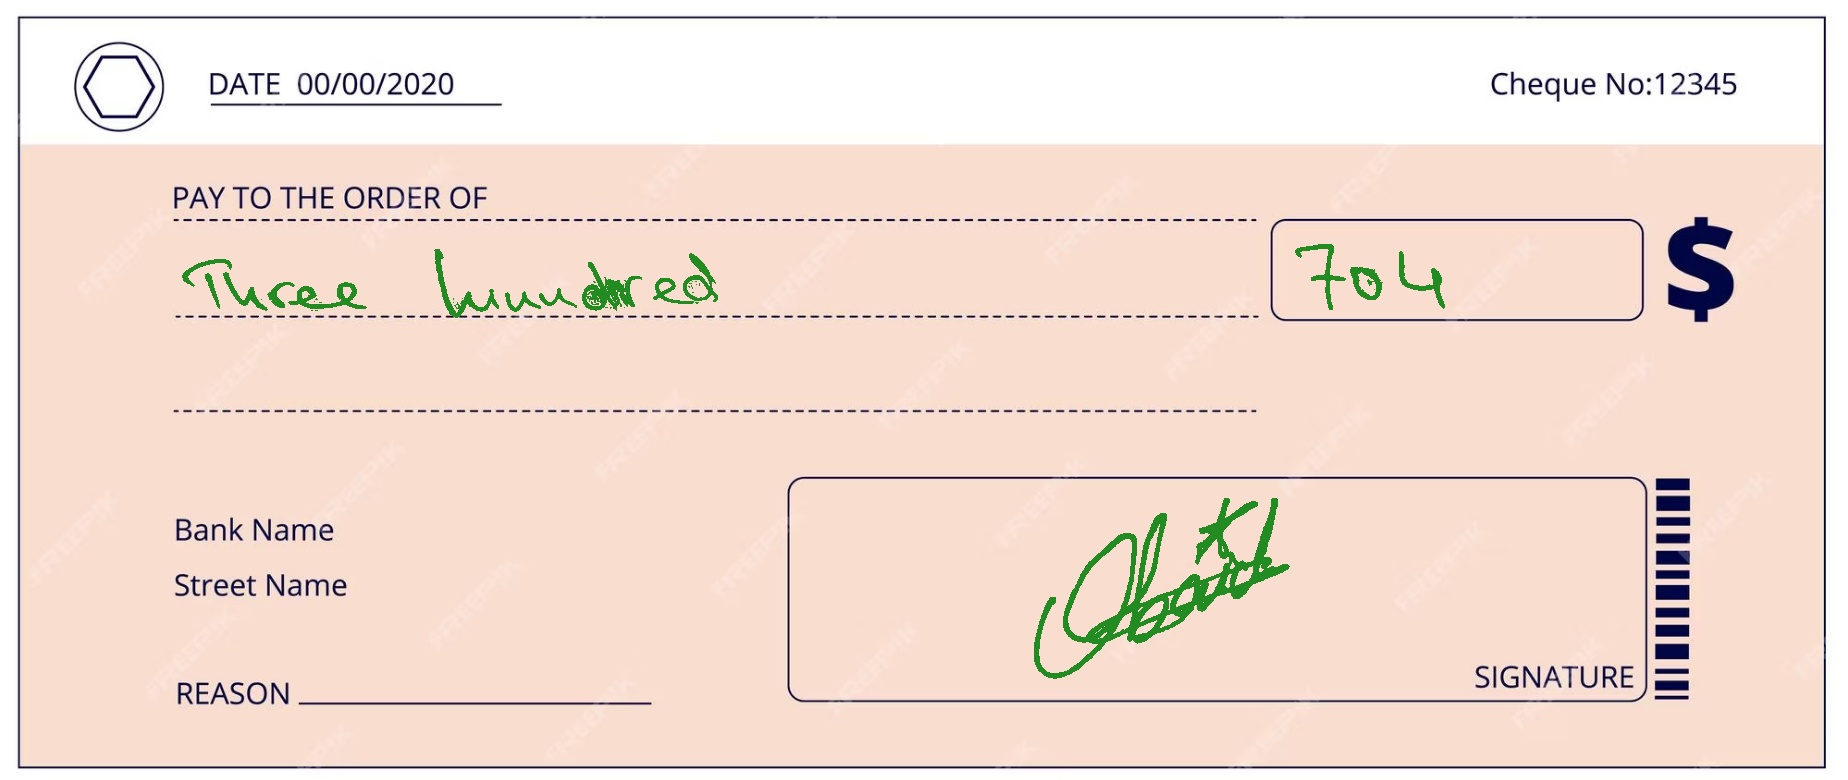 DATE 00/00/2020
Cheque No:12345
PAY TO THE ORDER OF
Three hundred
704
$
Bank Name
Street Name
REASON
SIGNATURE